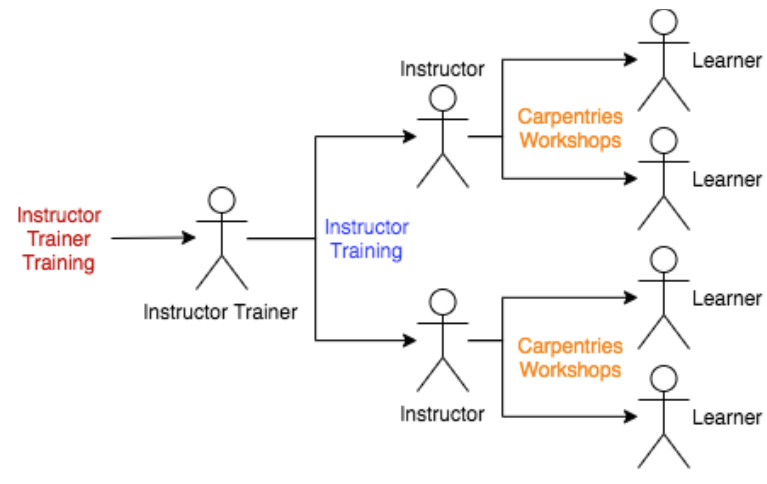 Instructor
Trainer
Training
Instructor Trainer
Instructor
Training
Instructor
Carpentries
Workshops
Learner
Learner
Instructor
Carpentries
Workshops
Learner
Learner